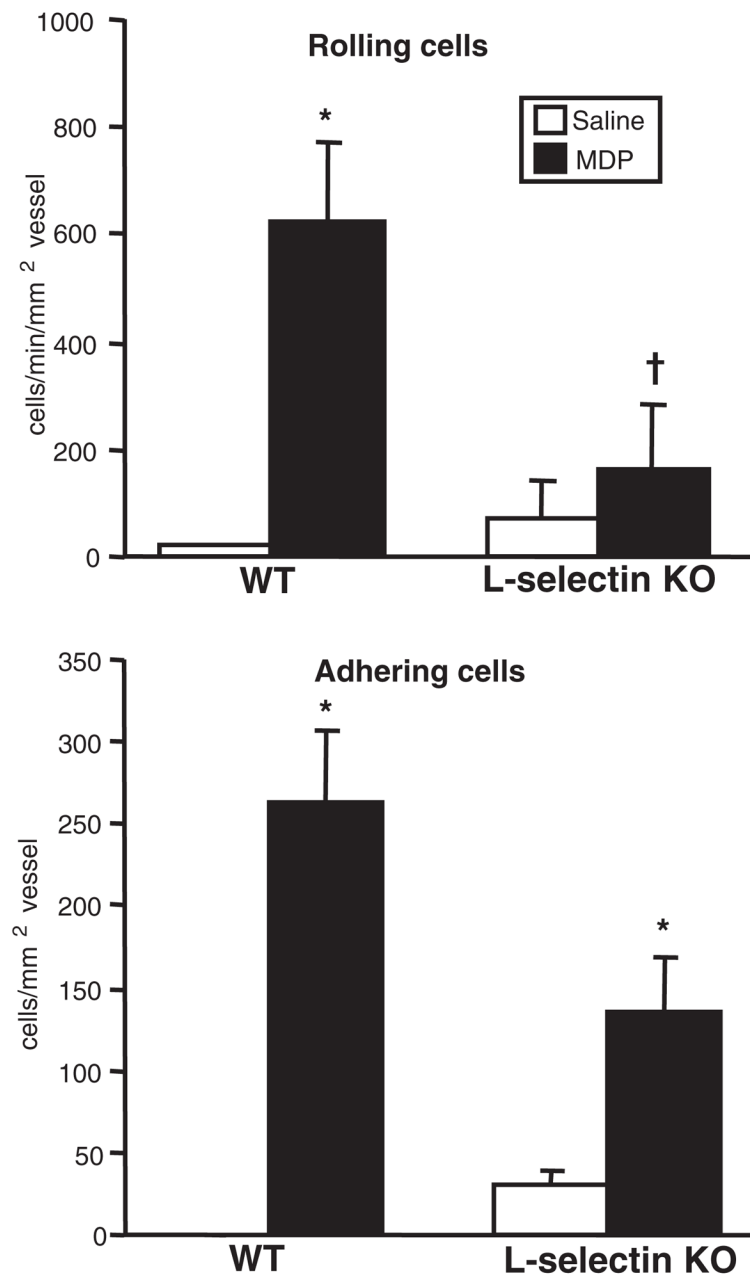 Rolling cells
1000
800
600
400
200
0
cells/min/mm 2 vessel
*
†
Saline
MDP
WT
L-selectin KO
Adhering cells
350
300
250
200
150
100
50
0
cells/mm 2 vessel
*
*
WT
L-selectin KO